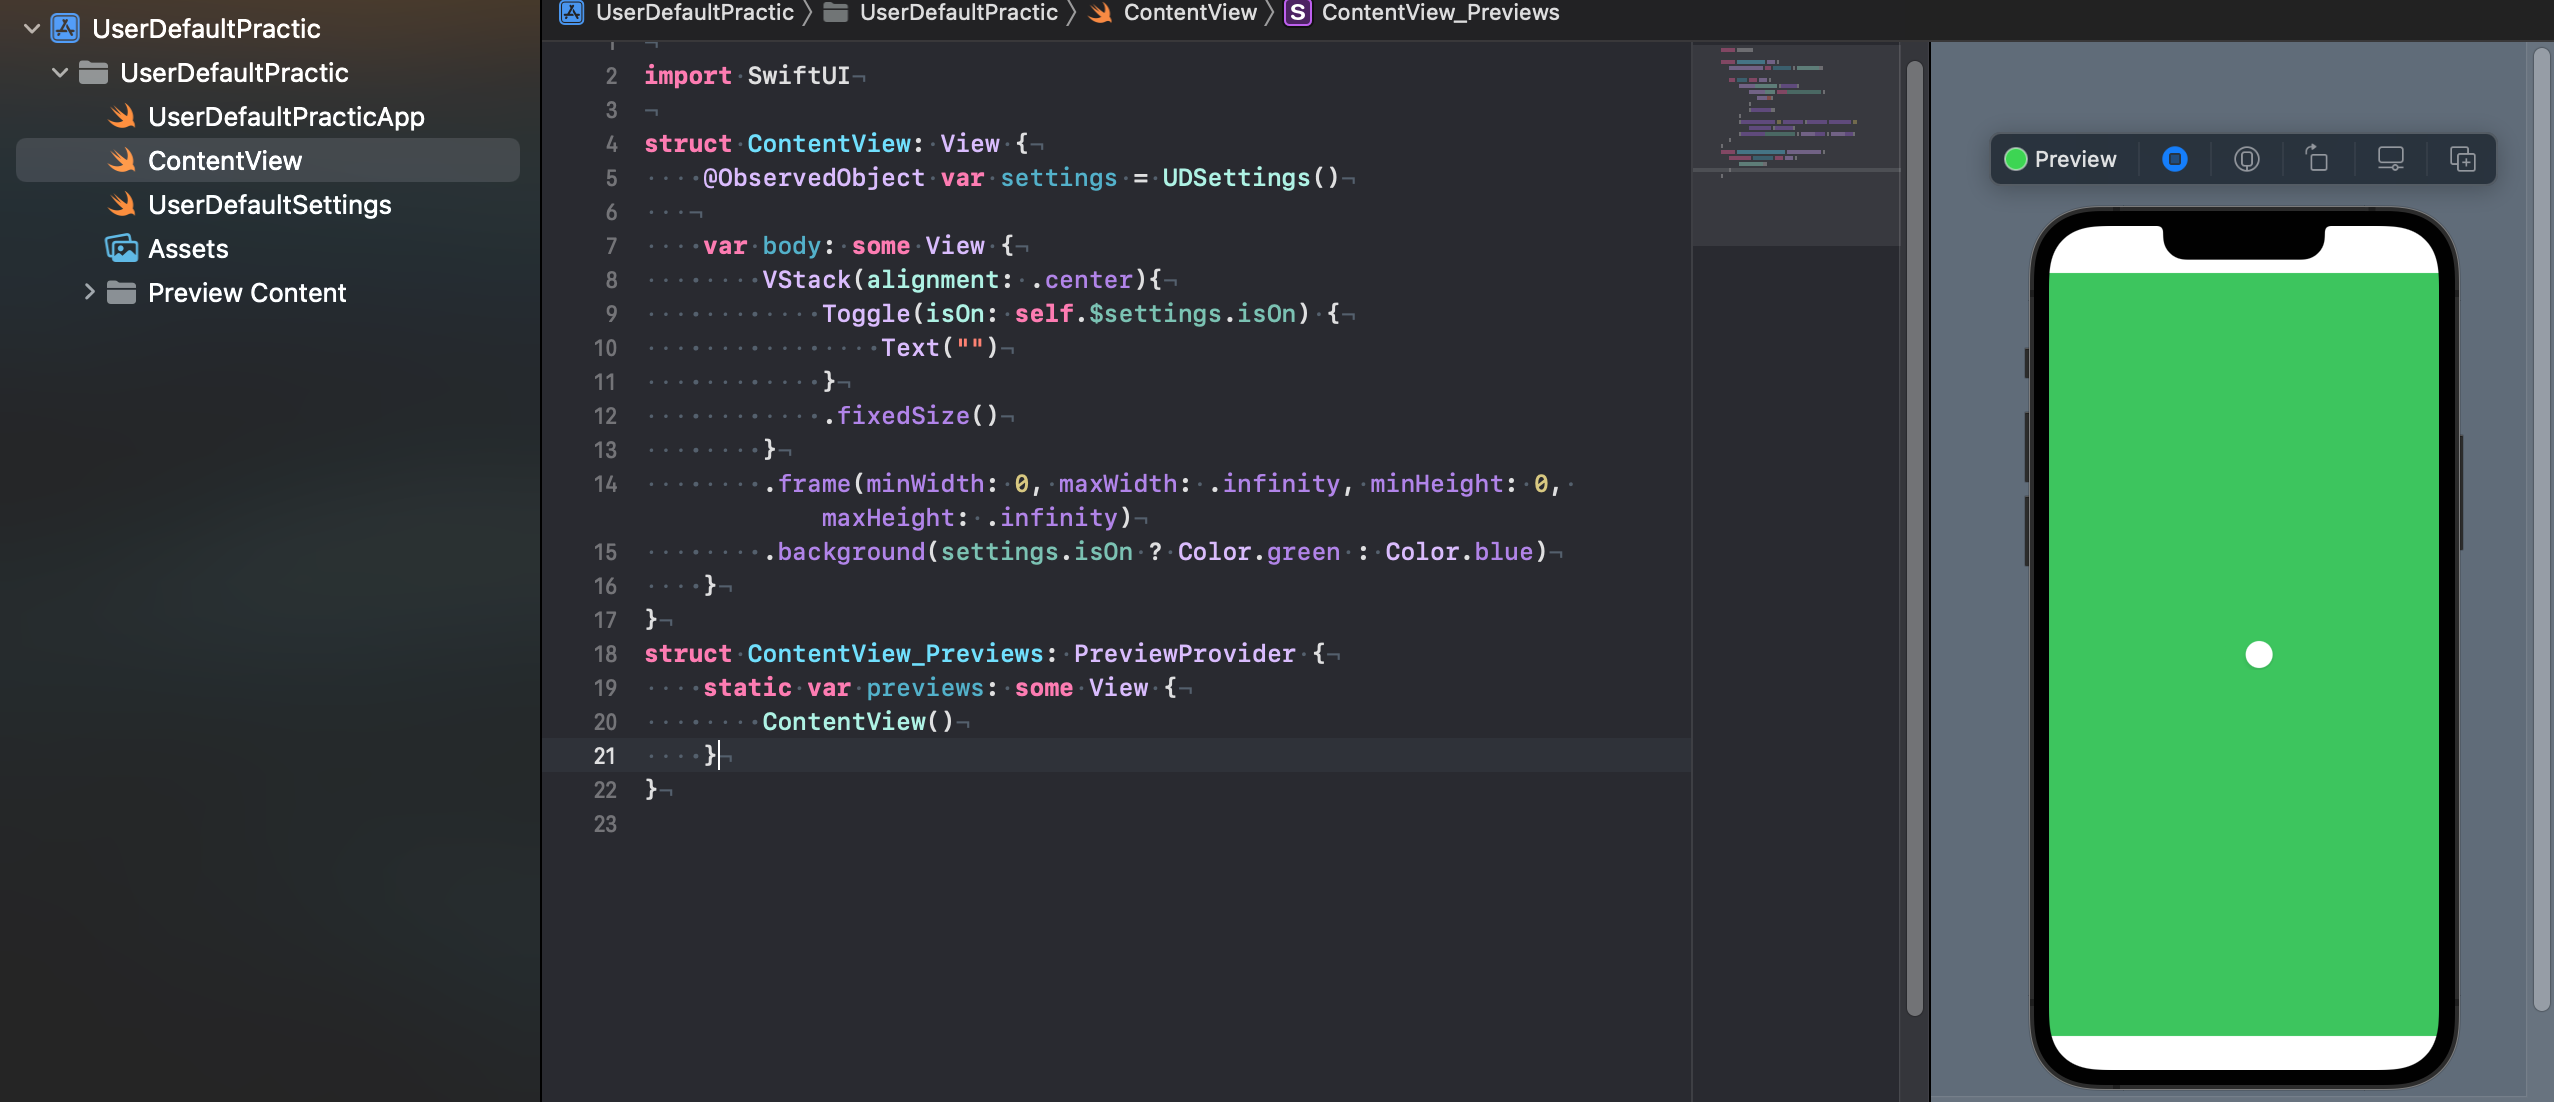 UserDefaultPractic
UserDefaultPractic
UserDefaultPracticApp
ContentView
UserDefaultSettings
Assets
Preview Content
UserDefaultPractic 〉 UserDefaultPractic 〉 ContentView 〉 S ContentView_Previews
1
2 import SwiftUI
3
4 struct ContentView: View {
5 @ObservedObject var settings = UDSettings()
6
7 var body: some View {
8 VStack(alignment: .center){
9 Toggle(isOn: self.$settings.isOn) {
10 Text("")
11 }
12 .fixedSize()
13 }
14 .frame(minWidth: 0, maxWidth: .infinity, minHeight: 0,
maxHeight: .infinity)
15 .background(settings.isOn ? Color.green : Color.blue)
16 }
17 }
18 struct ContentView_Previews: PreviewProvider {
19 static var previews: some View {
20 ContentView()
21 }
22 }
23
Preview